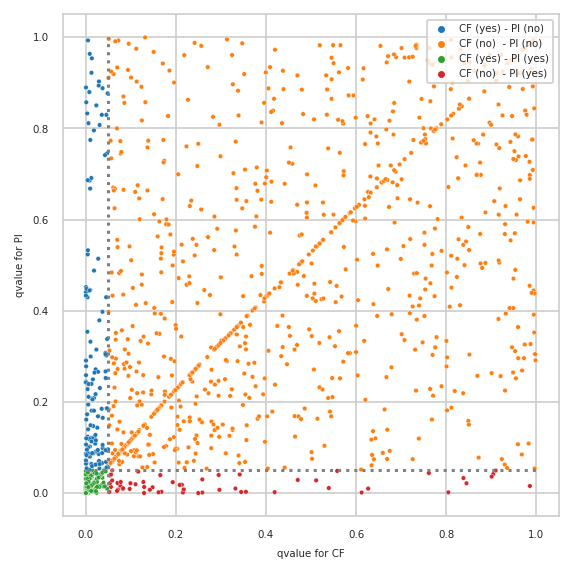 CF (yes) - PI (no)
CF (no) - PI (no)
CF (yes) - PI (yes)
CF (no) - PI (yes)
1.0
0.8
0.6
0.4
0.2
0.0
qvalue for PI
0.0 0.2 0.4 0.6 0.8 1.0
qvalue for CF